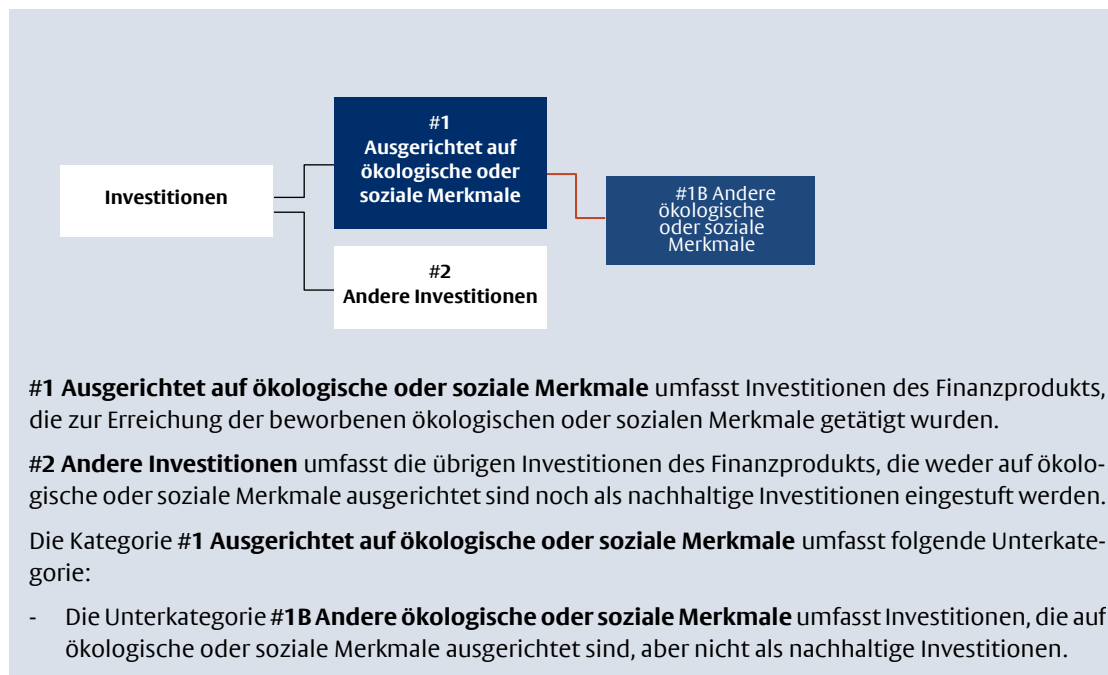 #1
Ausgerichtet auf
ökologische oder
soziale Merkmale
Investitionen
#1B Andere
ökologische
oder soziale
Merkmale
#2
Andere Investitionen
#1 Ausgerichtet auf ökologische oder soziale Merkmale umfasst Investitionen des Finanzprodukts,
die zur Erreichung der beworbenen ökologischen oder sozialen Merkmale getätigt wurden.
#2 Andere Investitionen umfasst die übrigen Investitionen des Finanzprodukts, die weder auf ökolo-
gische oder soziale Merkmale ausgerichtet sind noch als nachhaltige Investitionen eingestuft werden.
Die Kategorie #1 Ausgerichtet auf ökologische oder soziale Merkmale umfasst folgende Unterkate-
gorie:
- Die Unterkategorie #1B Andere ökologische oder soziale Merkmale umfasst Investitionen, die auf
ökologische oder soziale Merkmale ausgerichtet sind, aber nicht als nachhaltige Investitionen.